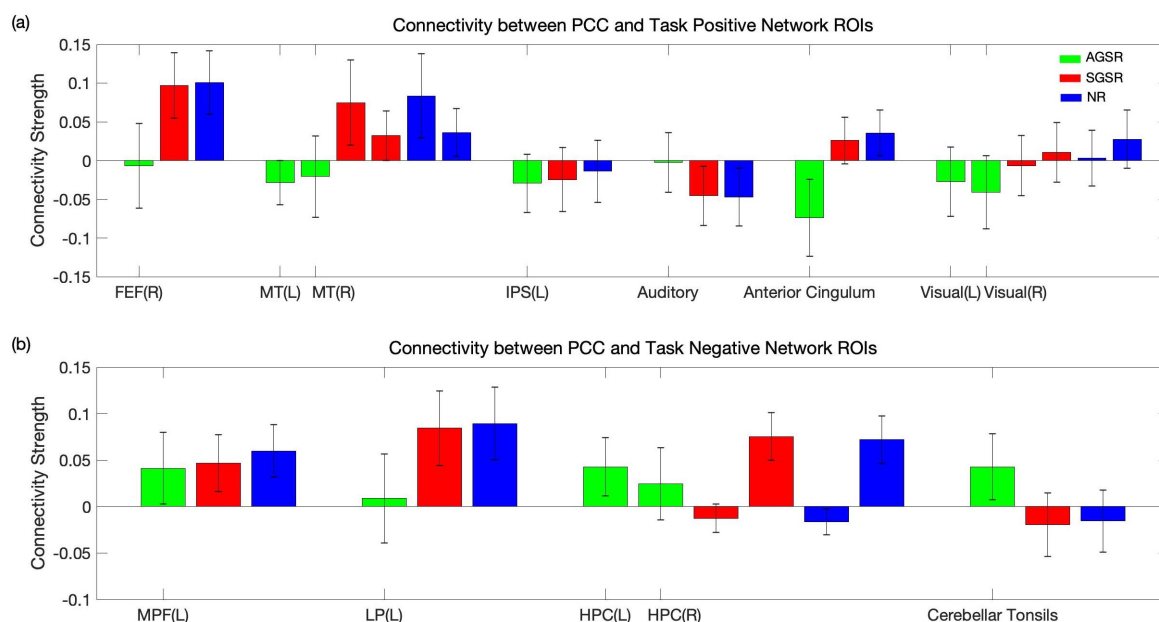 (a)
Connectivity between PCC and Task Positive Network ROIs
0.15
0.1
0.05
0
-0.05
-0.1
-0.15
Connectivity Strength
AGSR
SGSR
NR
FEF(R)
MT(L)
MT(R)
IPS(L)
Auditory
Anterior Cingulum
Visual(L)
Visual(R)
(b)
Connectivity between PCC and Task Negative Network ROIs
0.15
0.1
0.05
0
-0.05
-0.1
Connectivity Strength
MPF(L)
LP(L)
HPC(L)
HPC(R)
Cerebellar Tonsils